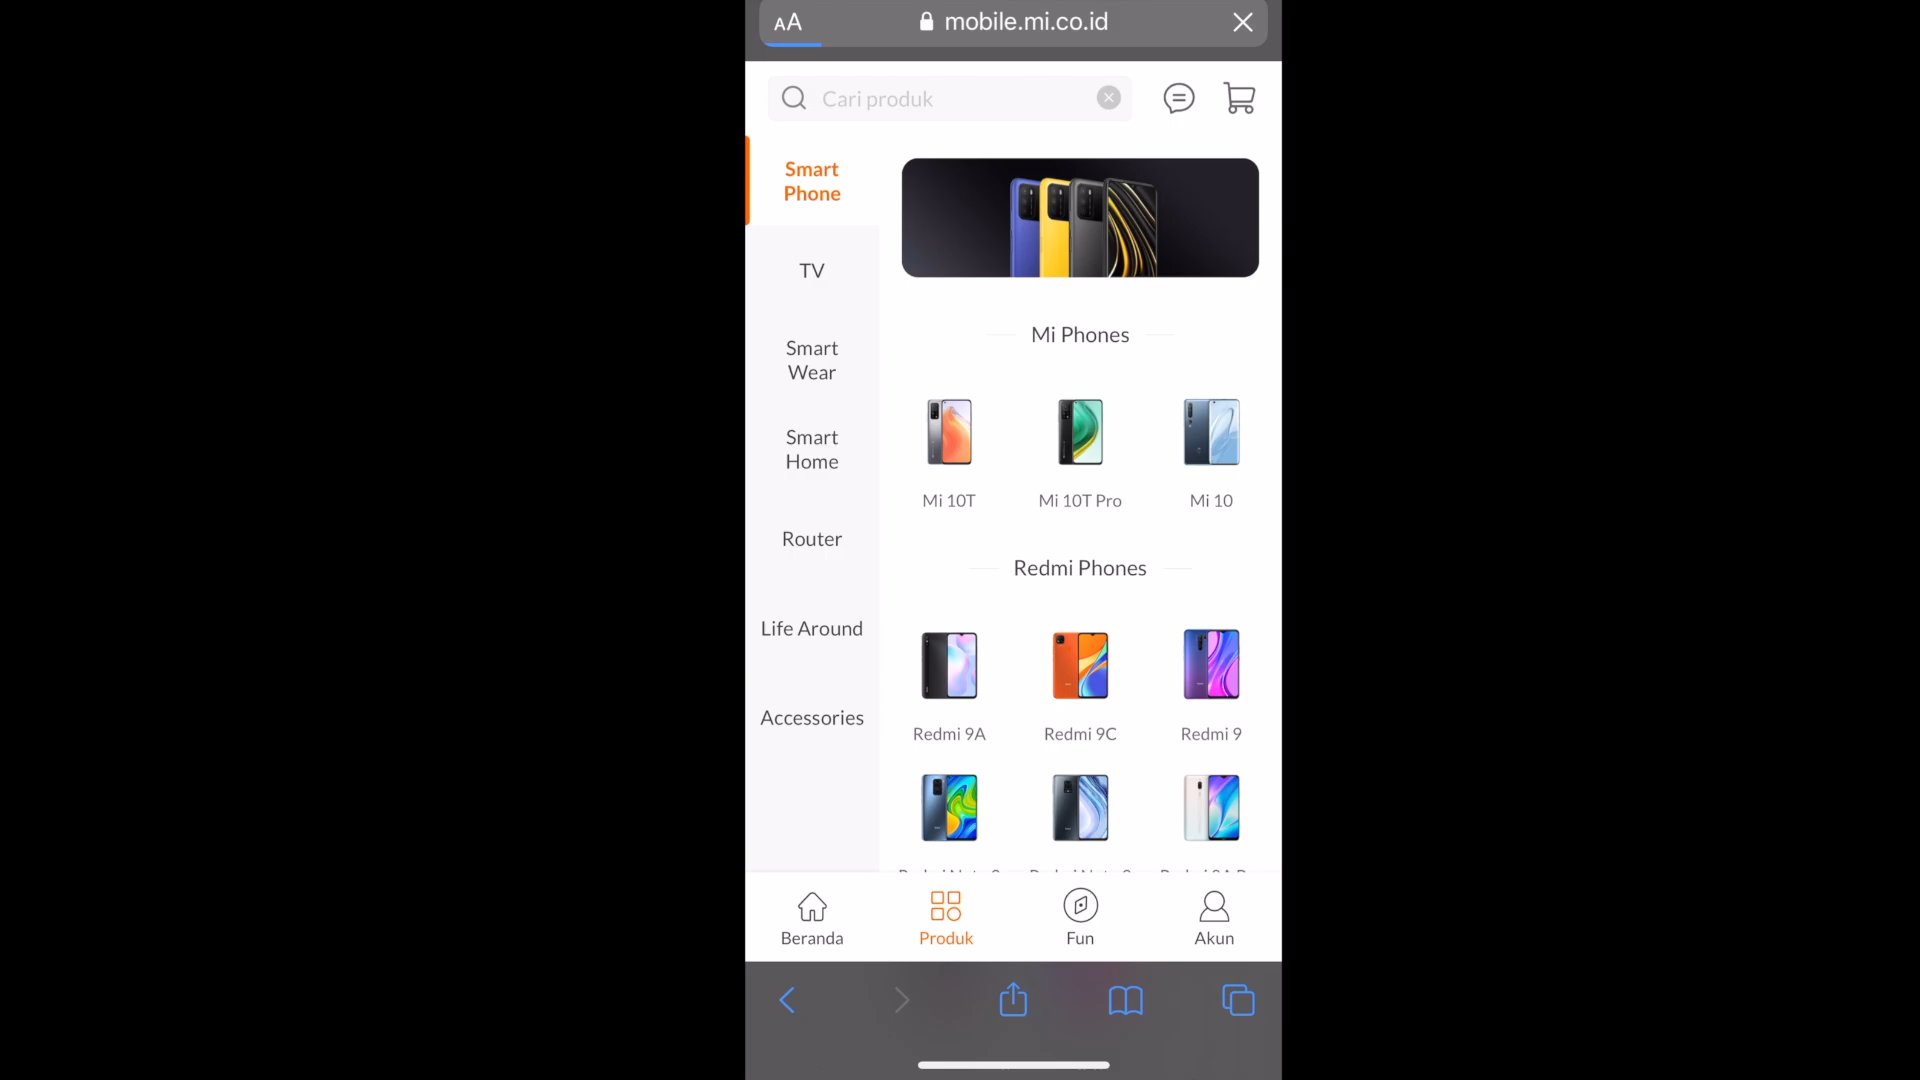 AA
mobile.mi.co.id
Cari produk
Smart
Phone
TV
Smart
Wear
Smart
Home
Router
Life Around
Accessories
Mi Phones
Mi 10T
Mi 10T Pro
Mi 10
Redmi Phones
Redmi 9A
Redmi 9C
Redmi 9
Beranda
Produk
Fun
Akun